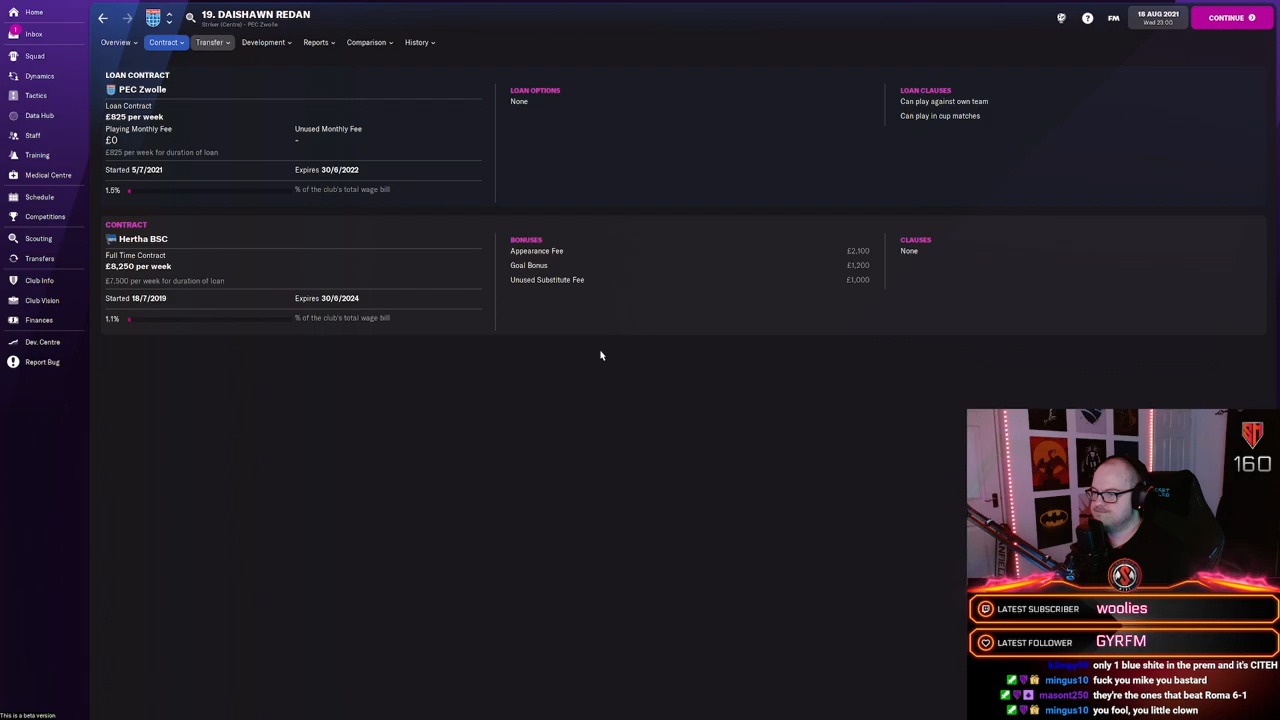 Home
19. DAISHAWN REDAN
Striker (Centre) - PEC Zwolle
FM
18 AUG 2021
Wed 23:00
CONTINUE
1
Inbox
Overview
Contract
Transfer
Development
Reports
Comparison
History
Squad
Dynamics
Tactics
Data Hub
Staff
Training
Medical Centre
Schedule
Competitions
Scouting
Transfers
Club Info
Club Vision
Finances
Dev. Centre
Report Bug
LOAN CONTRACT
PEC Zwolle
Loan Contract
£825 per week
Playing Monthly Fee
Unused Monthly Fee
£0
-
£825 per week for duration of loan
Started 5/7/2021
Expires 30/6/2022
1.5%
% of the club's total wage bill
LOAN OPTIONS
None
LOAN CLAUSES
Can play against own team
Can play in cup matches
CONTRACT
Hertha BSC
Full Time Contract
£8,250 per week
£7,500 per week for duration of loan
Started 18/7/2019
Expires 30/6/2024
1.1%
% of the club's total wage bill
BONUSES
Appearance Fee £2,100
Goal Bonus £1,200
Unused Substitute Fee £1,000
CLAUSES
None
SM
160
LATEST SUBSCRIBER woolies
LATEST FOLLOWER GYRFM
only 1 blue shite in the prem and it's CITEH
mingus10 fuck you mike you bastard
masont250 they're the ones that beat Roma 6-1
mingus10 you fool, you little clown
This is a beta version